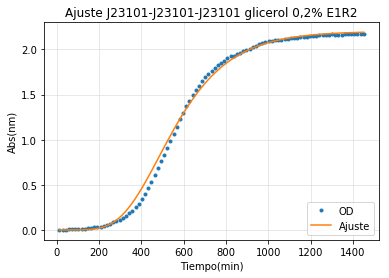 Ajuste J23101-J23101-J23101 glicerol 0,2% E1R2
Abs(nm)
2.0
1.5
1.0
0.5
0.0
OD
Ajuste
0 200 400 600 800 1000 1200 1400
Tiempo(min)